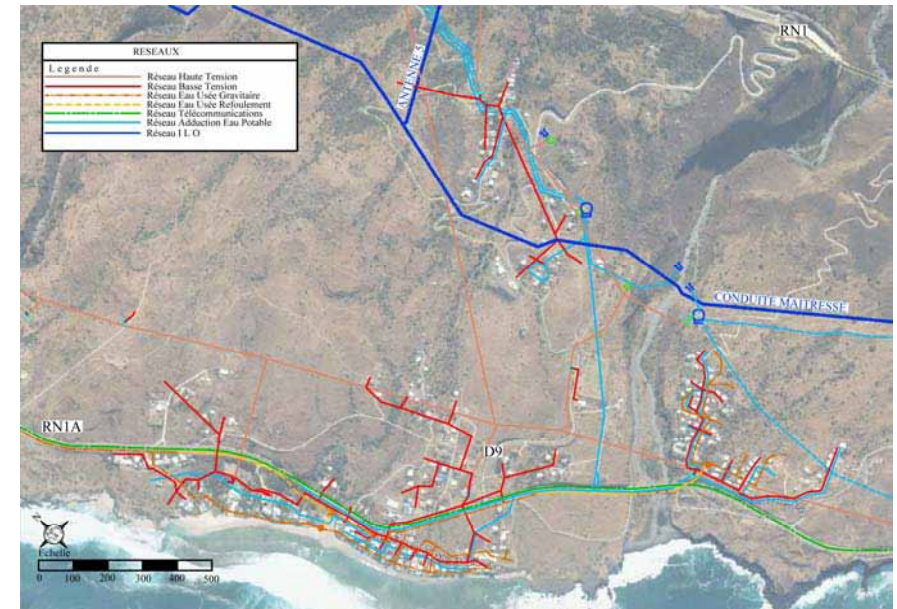 RN1
RESEAUX
Legende
Réseau Haute Tension
Réseau Basse Tension
Réseau Eau Usée Gravitaire
Réseau Eau Usée Refoulement
Réseau Télécommunications
Réseau Adduction Eau Potable
Réseau I L O
ANTENNE 5
CONDUITE MAITRESSE
RN1A
D9
Echelle
0 100 200 300 400 500